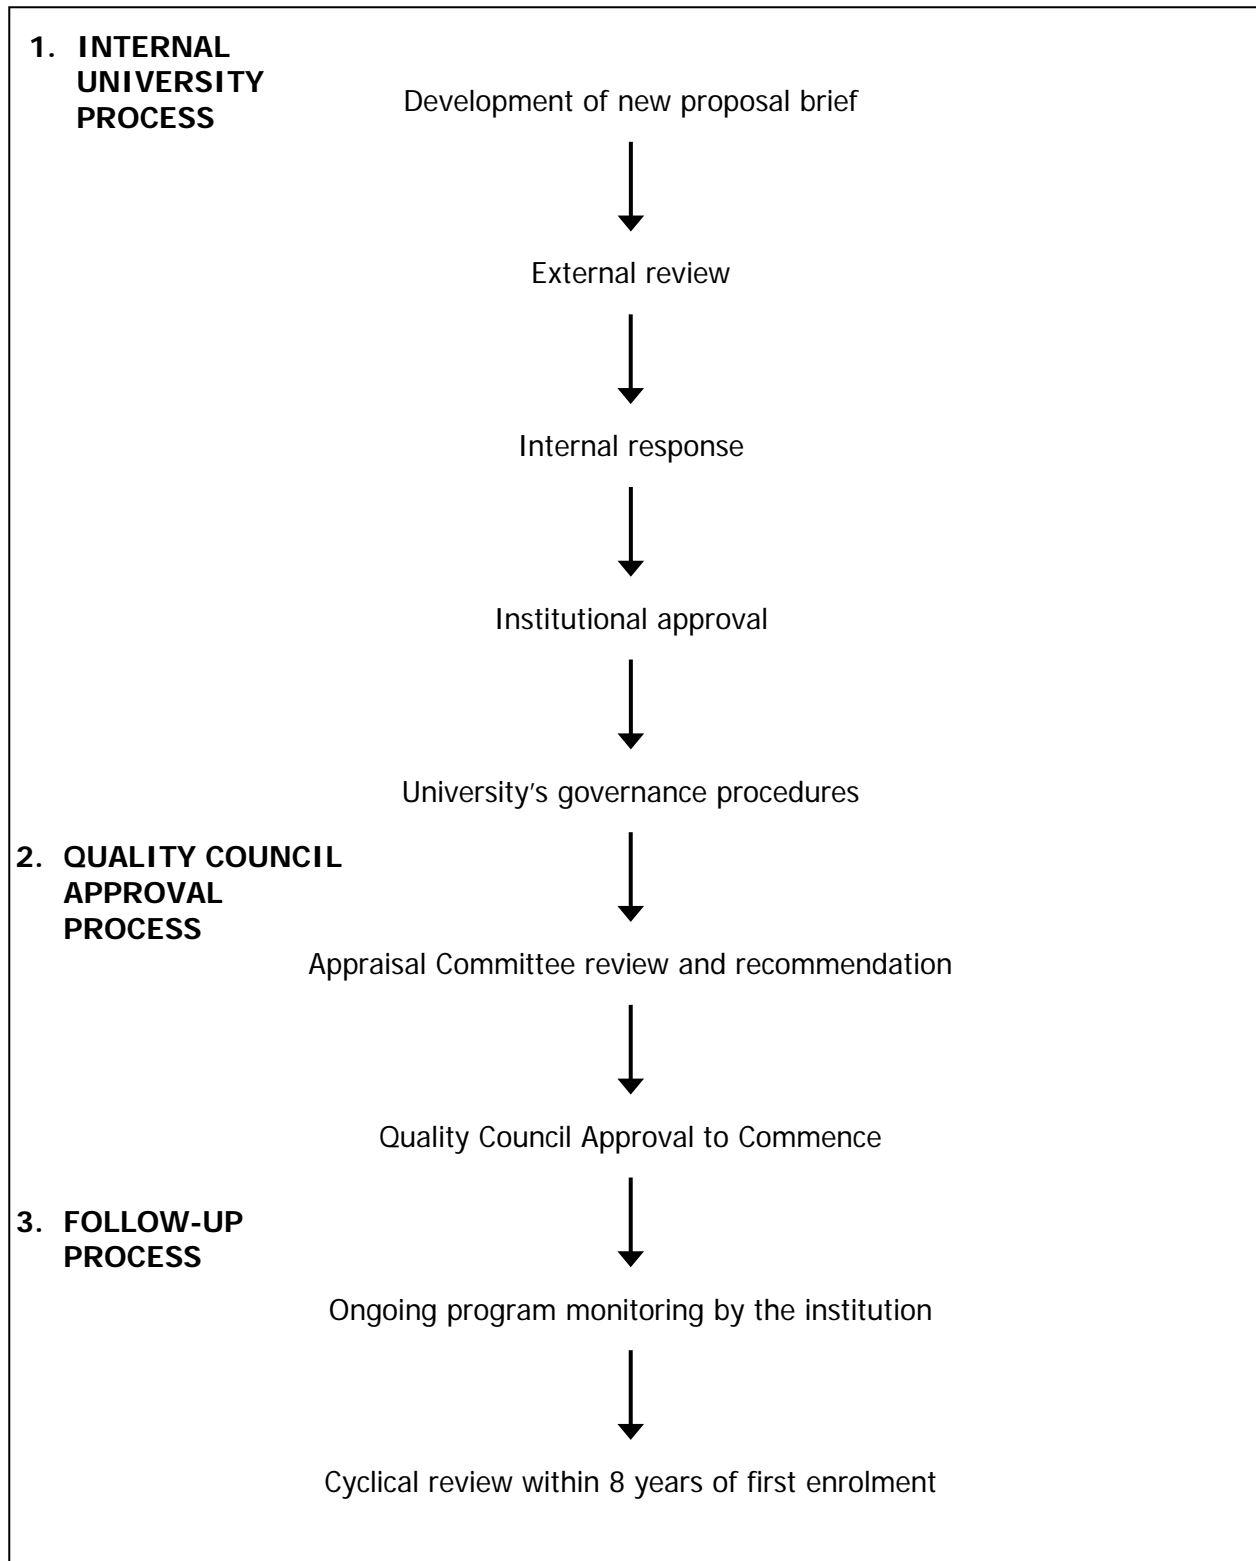 1. INTERNAL
UNIVERSITY
PROCESS
Development of new proposal brief
External review
Internal response
Institutional approval
University's governance procedures
2. QUALITY COUNCIL
APPROVAL
PROCESS
Appraisal Committee review and recommendation
Quality Council Approval to Commence
3. FOLLOW-UP
PROCESS
Ongoing program monitoring by the institution
Cyclical review within 8 years of first enrolment